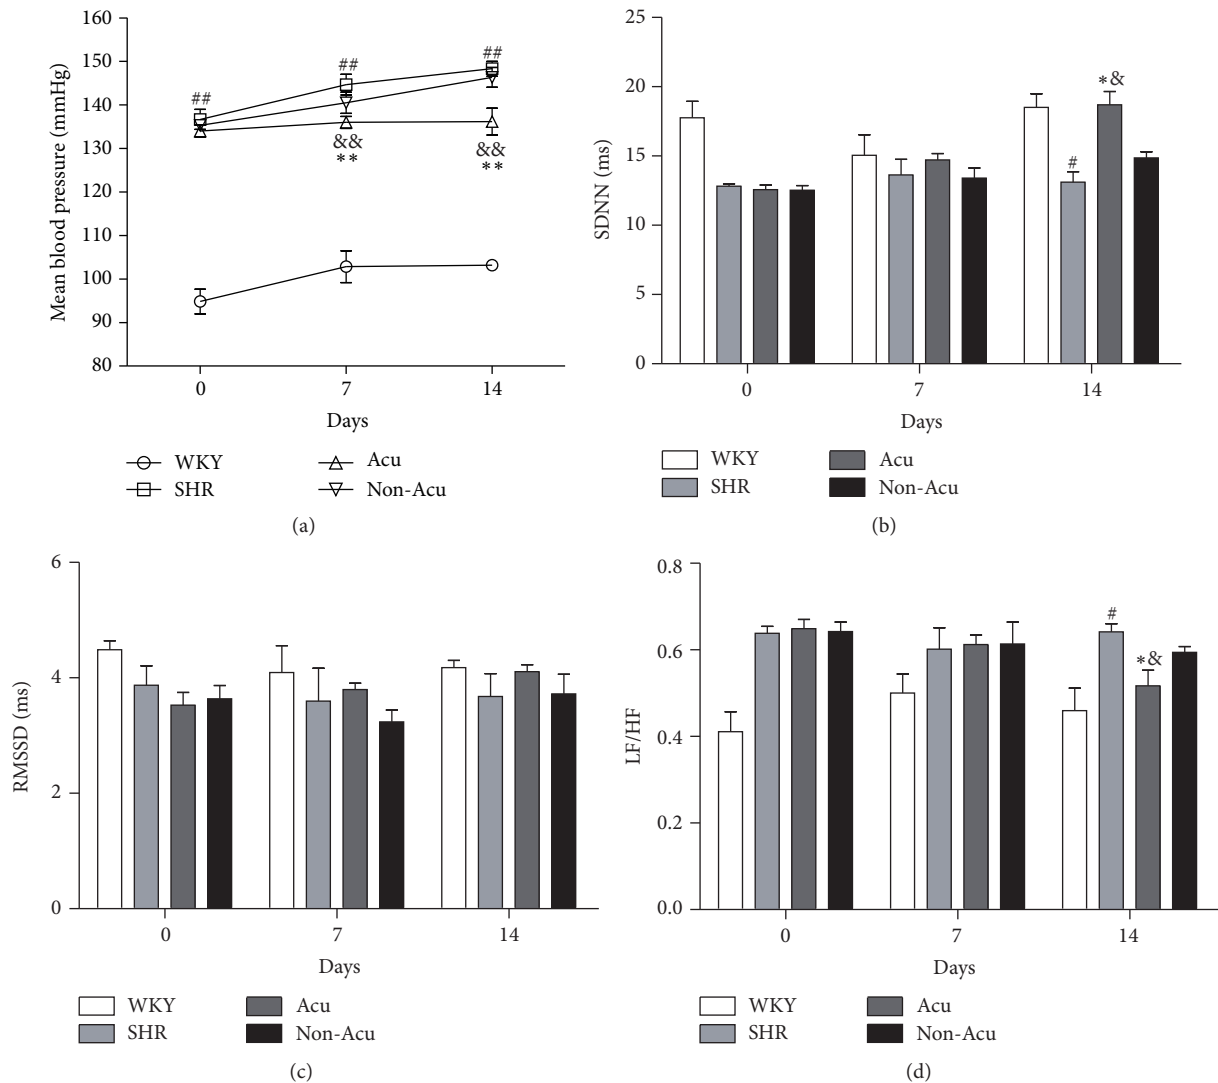 160
150
140
130
120
110
100
90
80
Mean blood pressure (mmHg)
##
##
##
&&
**
&&
**
0 7 14
Days
WKY Acu
SHR Non-Acu
(a)
25
20
15
10
5
0
SDNN (ms)
#
*&
0 7 14
Days
WKY Acu
SHR Non-Acu
(b)
6
4
2
0
RMSSD (ms)
0 7 14
Days
WKY Acu
SHR Non-Acu
(c)
0.8
0.6
0.4
0.2
0.0
LF/HF
#
*&
0 7 14
Days
WKY Acu
SHR Non-Acu
(d)